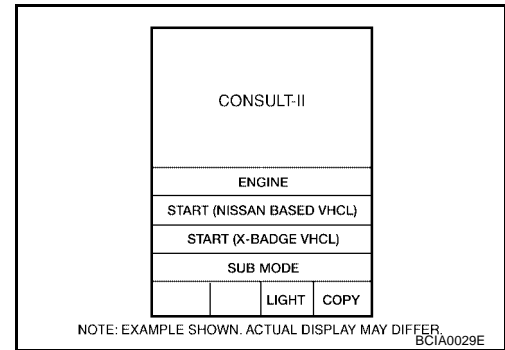 CONSULT-II
ENGINE
START (NISSAN BASED VHCL)
START (X-BADGE VHCL)
SUB MODE
LIGHT COPY
NOTE: EXAMPLE SHOWN. ACTUAL DISPLAY MAY DIFFER.
BCIA0029E